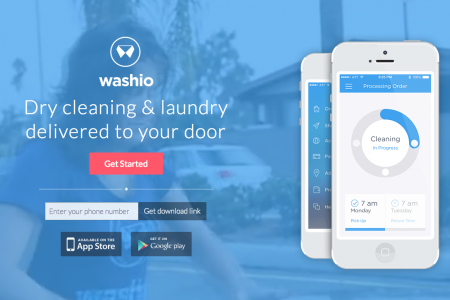 washio
Dry cleaning & laundry
delivered to your door
Get Started
Enter your phone number
Get download link
AVAILABLE ON THE
App Store
GET IT ON
Google play
Processing Order
Cleaning
In Progress
7 am
Monday
7 am
Tuesday
washio